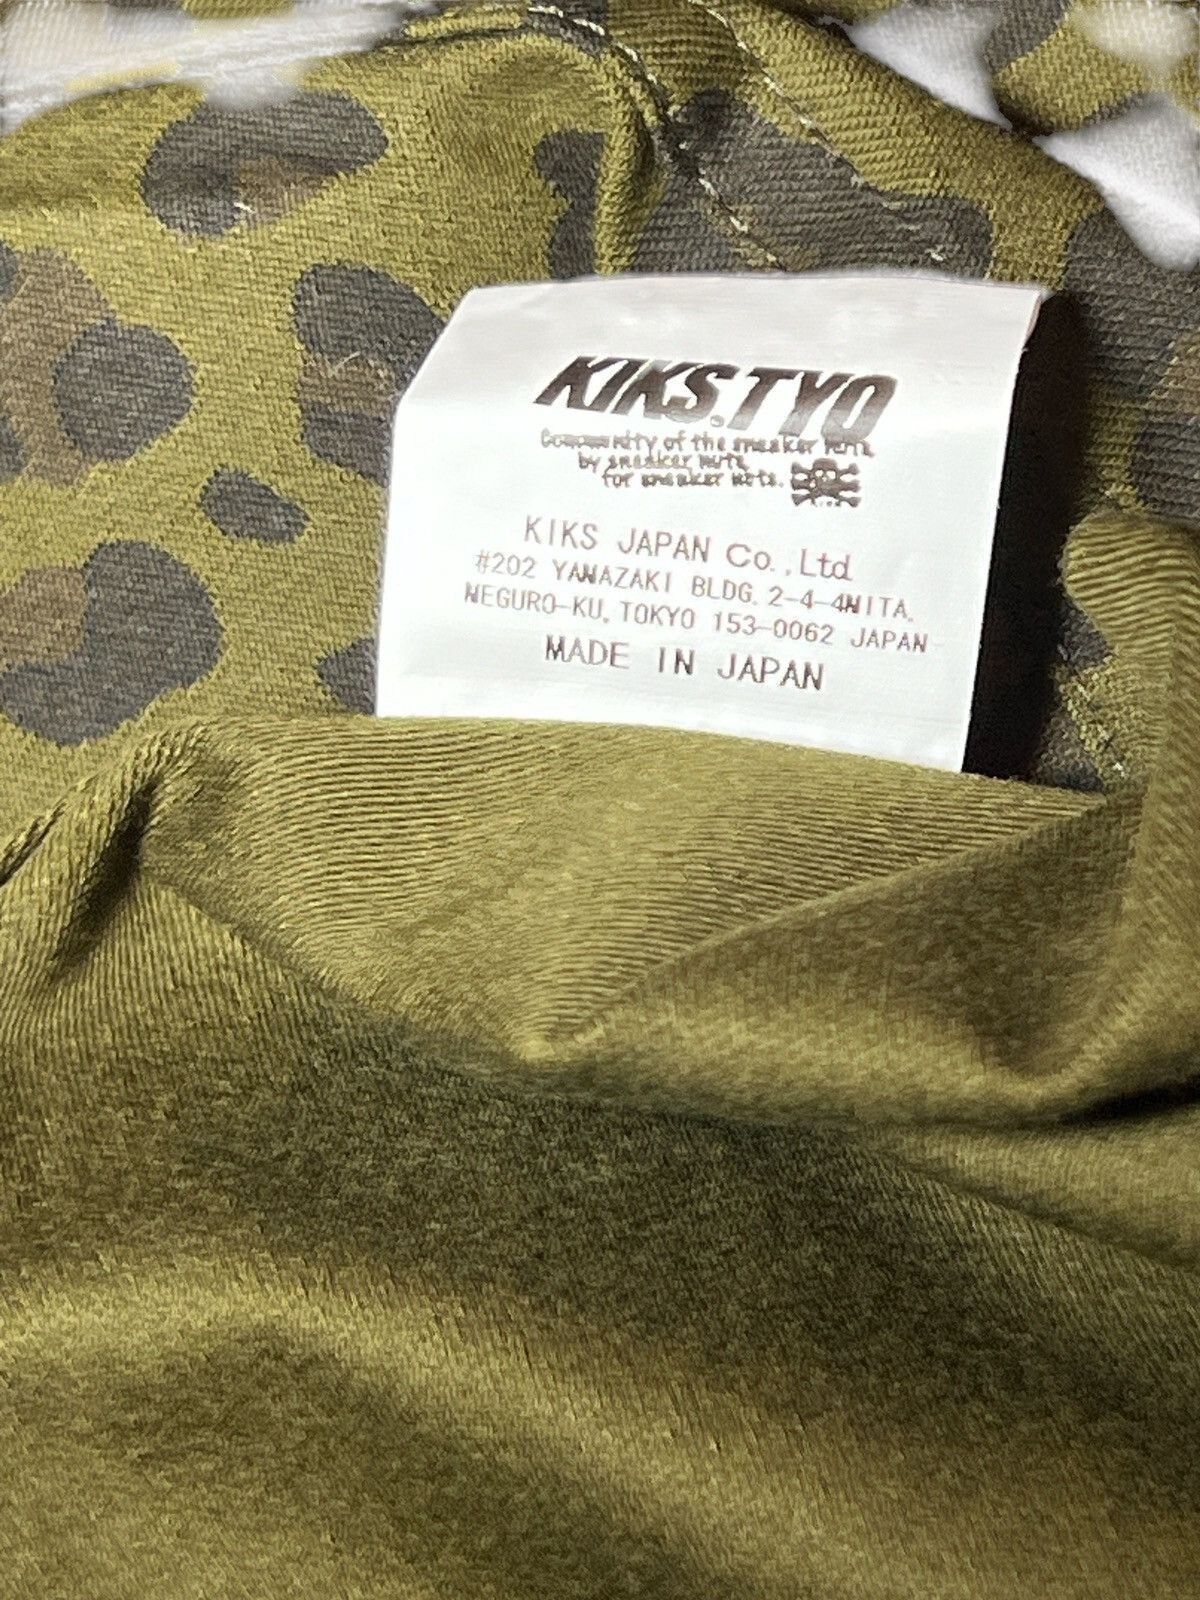 KIKS.TYO
Community of the sneaker nuts
by sneaker nuts
for sneaker nuts.
KIKS JAPAN Co.,Ltd
#202 YAMAZAKI BLDG. 2-4-4MITA.
MEGURO-KU, TOKYO 153-0062 JAPAN
MADE IN JAPAN